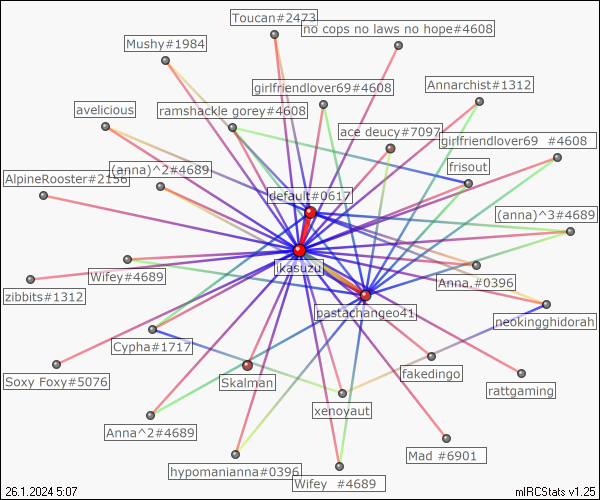 Toucan#2473
no cops no laws no hope#4608
Mushy#1984
girlfriendlover69#4608
Annarchist#1312
avelicious
ramshackle gorey#4608
ace deucy#7097
girlfriendlover69 #4608
AlpineRooster#2156
(anna)^2#4689
frisout
default#0617
(anna)^3#4689
ikasuzu
Wifey#4689
Anna.#0396
zibbits#1312
pastachangeo41
neokingghidorah
Cypha#1717
Soxy Foxy#5076
Skalman
fakedingo
rattgaming
xenoyaut
Anna^2#4689
Mad #6901
hypomanianna#0396
Wifey #4689
26.1.2024 5:07
mIRCStats v1.25